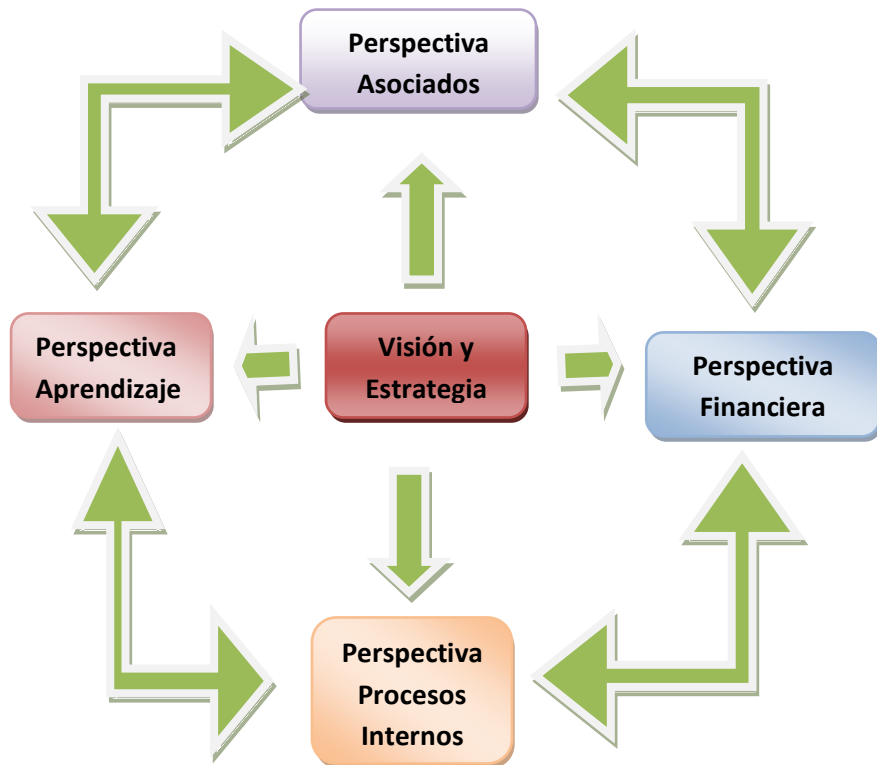 Perspectiva
Asociados
Perspectiva
Aprendizaje
Visión y
Estrategia
Perspectiva
Financiera
Perspectiva
Procesos
Internos